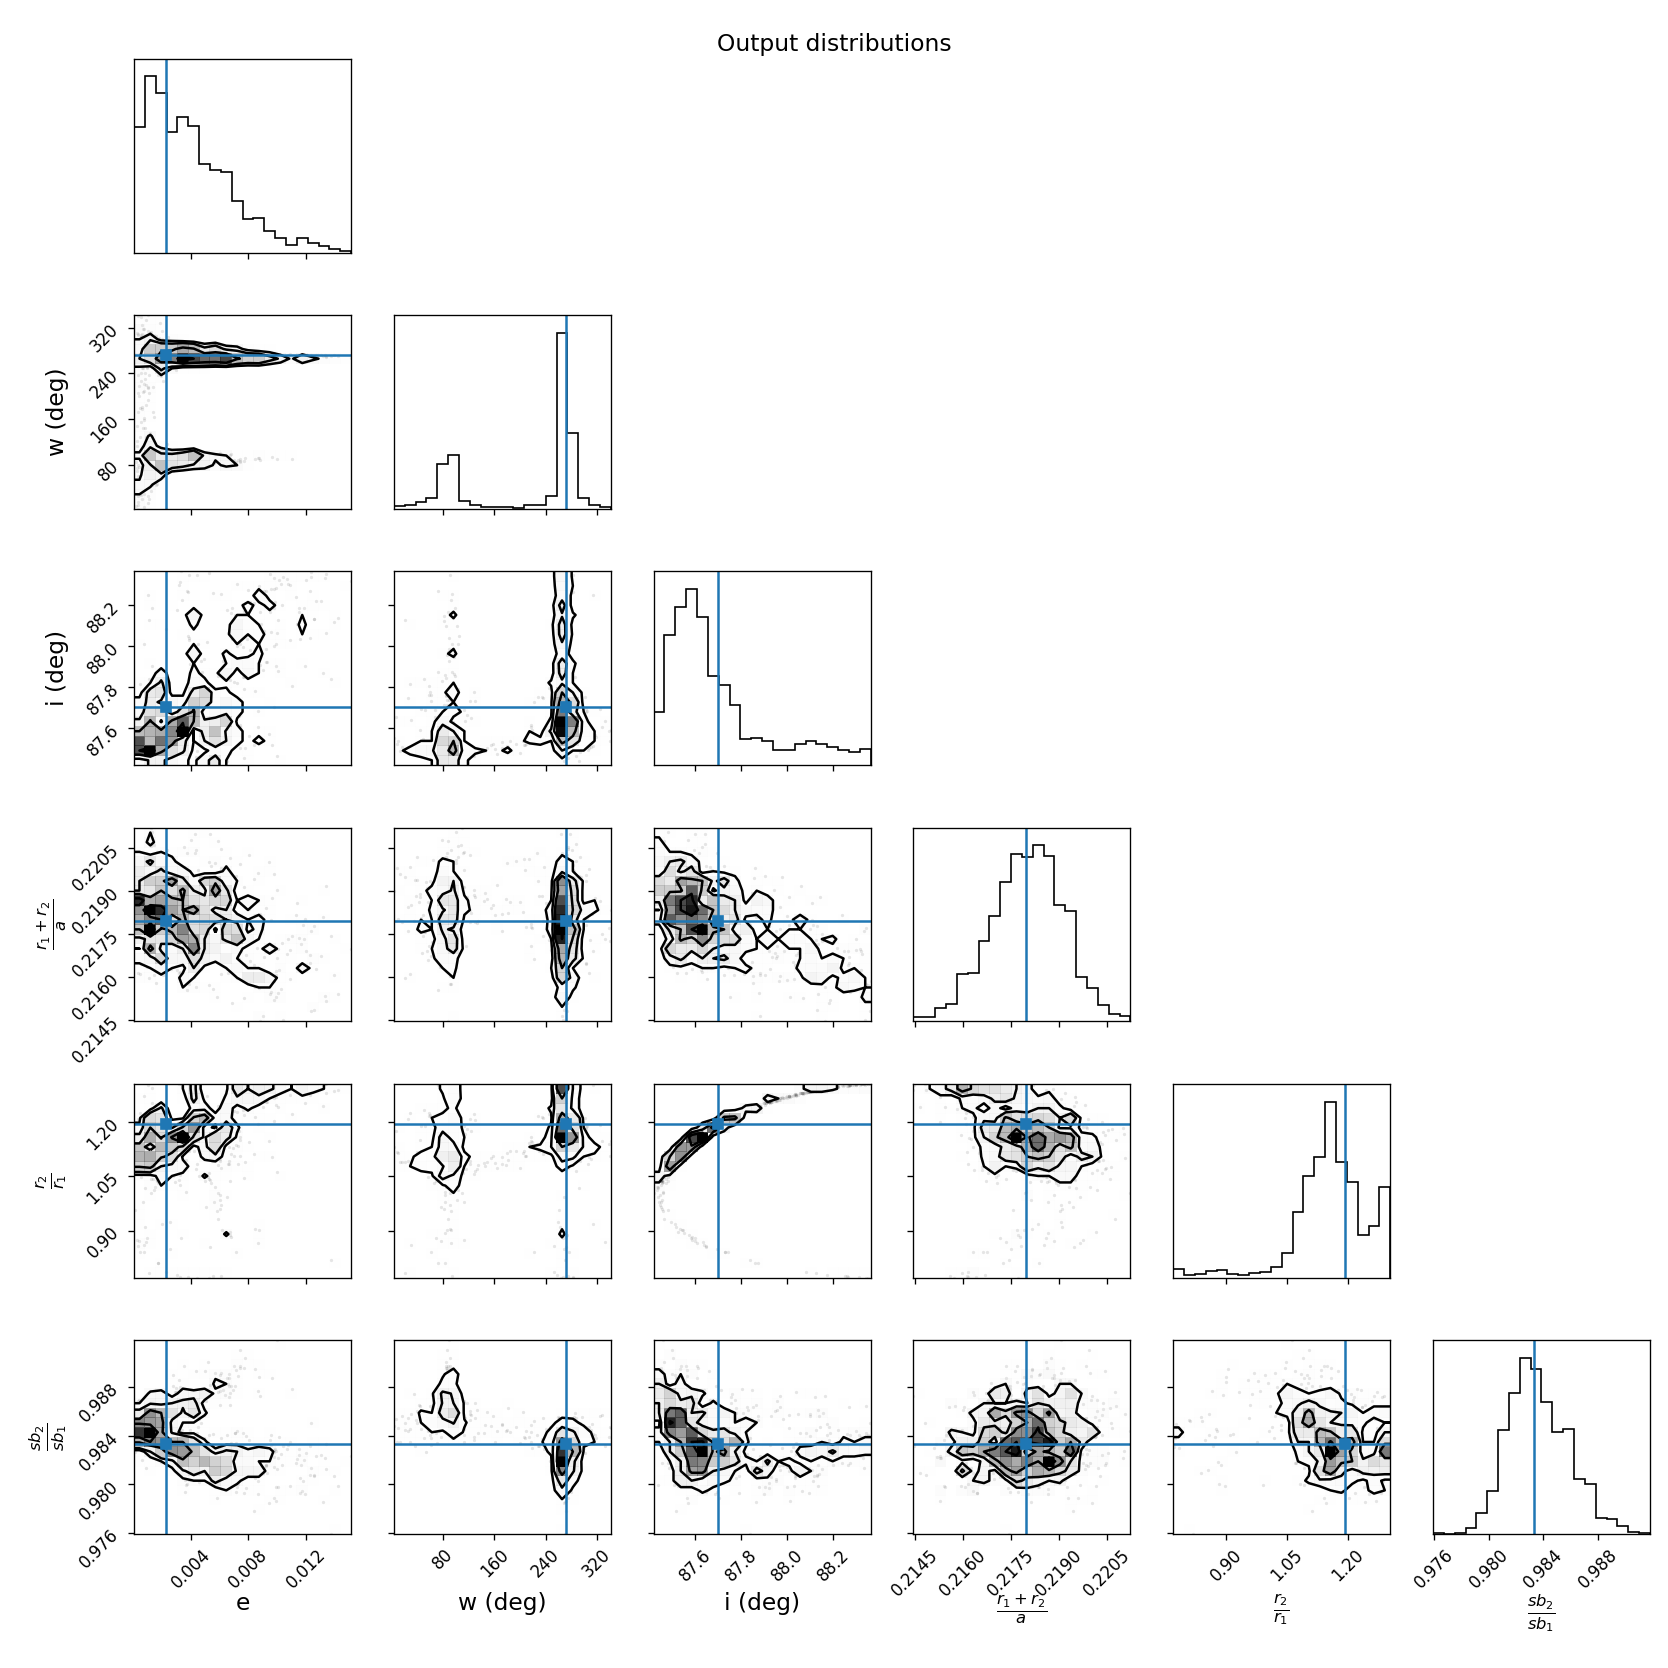 Output distributions
320
240
160
80
w (deg)
88.2
88.0
87.8
87.6
i (deg)
0.2205
0.2190
0.2175
0.2160
0.2145
r₁ + r₂
a
1.20
1.05
0.90
r₂
r₁
0.988
0.984
0.980
0.976
sb₂
sb₁
0.004 0.008 0.012
80 160 240 320
87.6 87.8 88.0 88.2
0.2145 0.2160 0.2175 0.2190 0.2205
0.90 1.05 1.20
0.976 0.980 0.984 0.988
e
w (deg)
i (deg)
r₁ + r₂
a
r₂
r₁
sb₂
sb₁